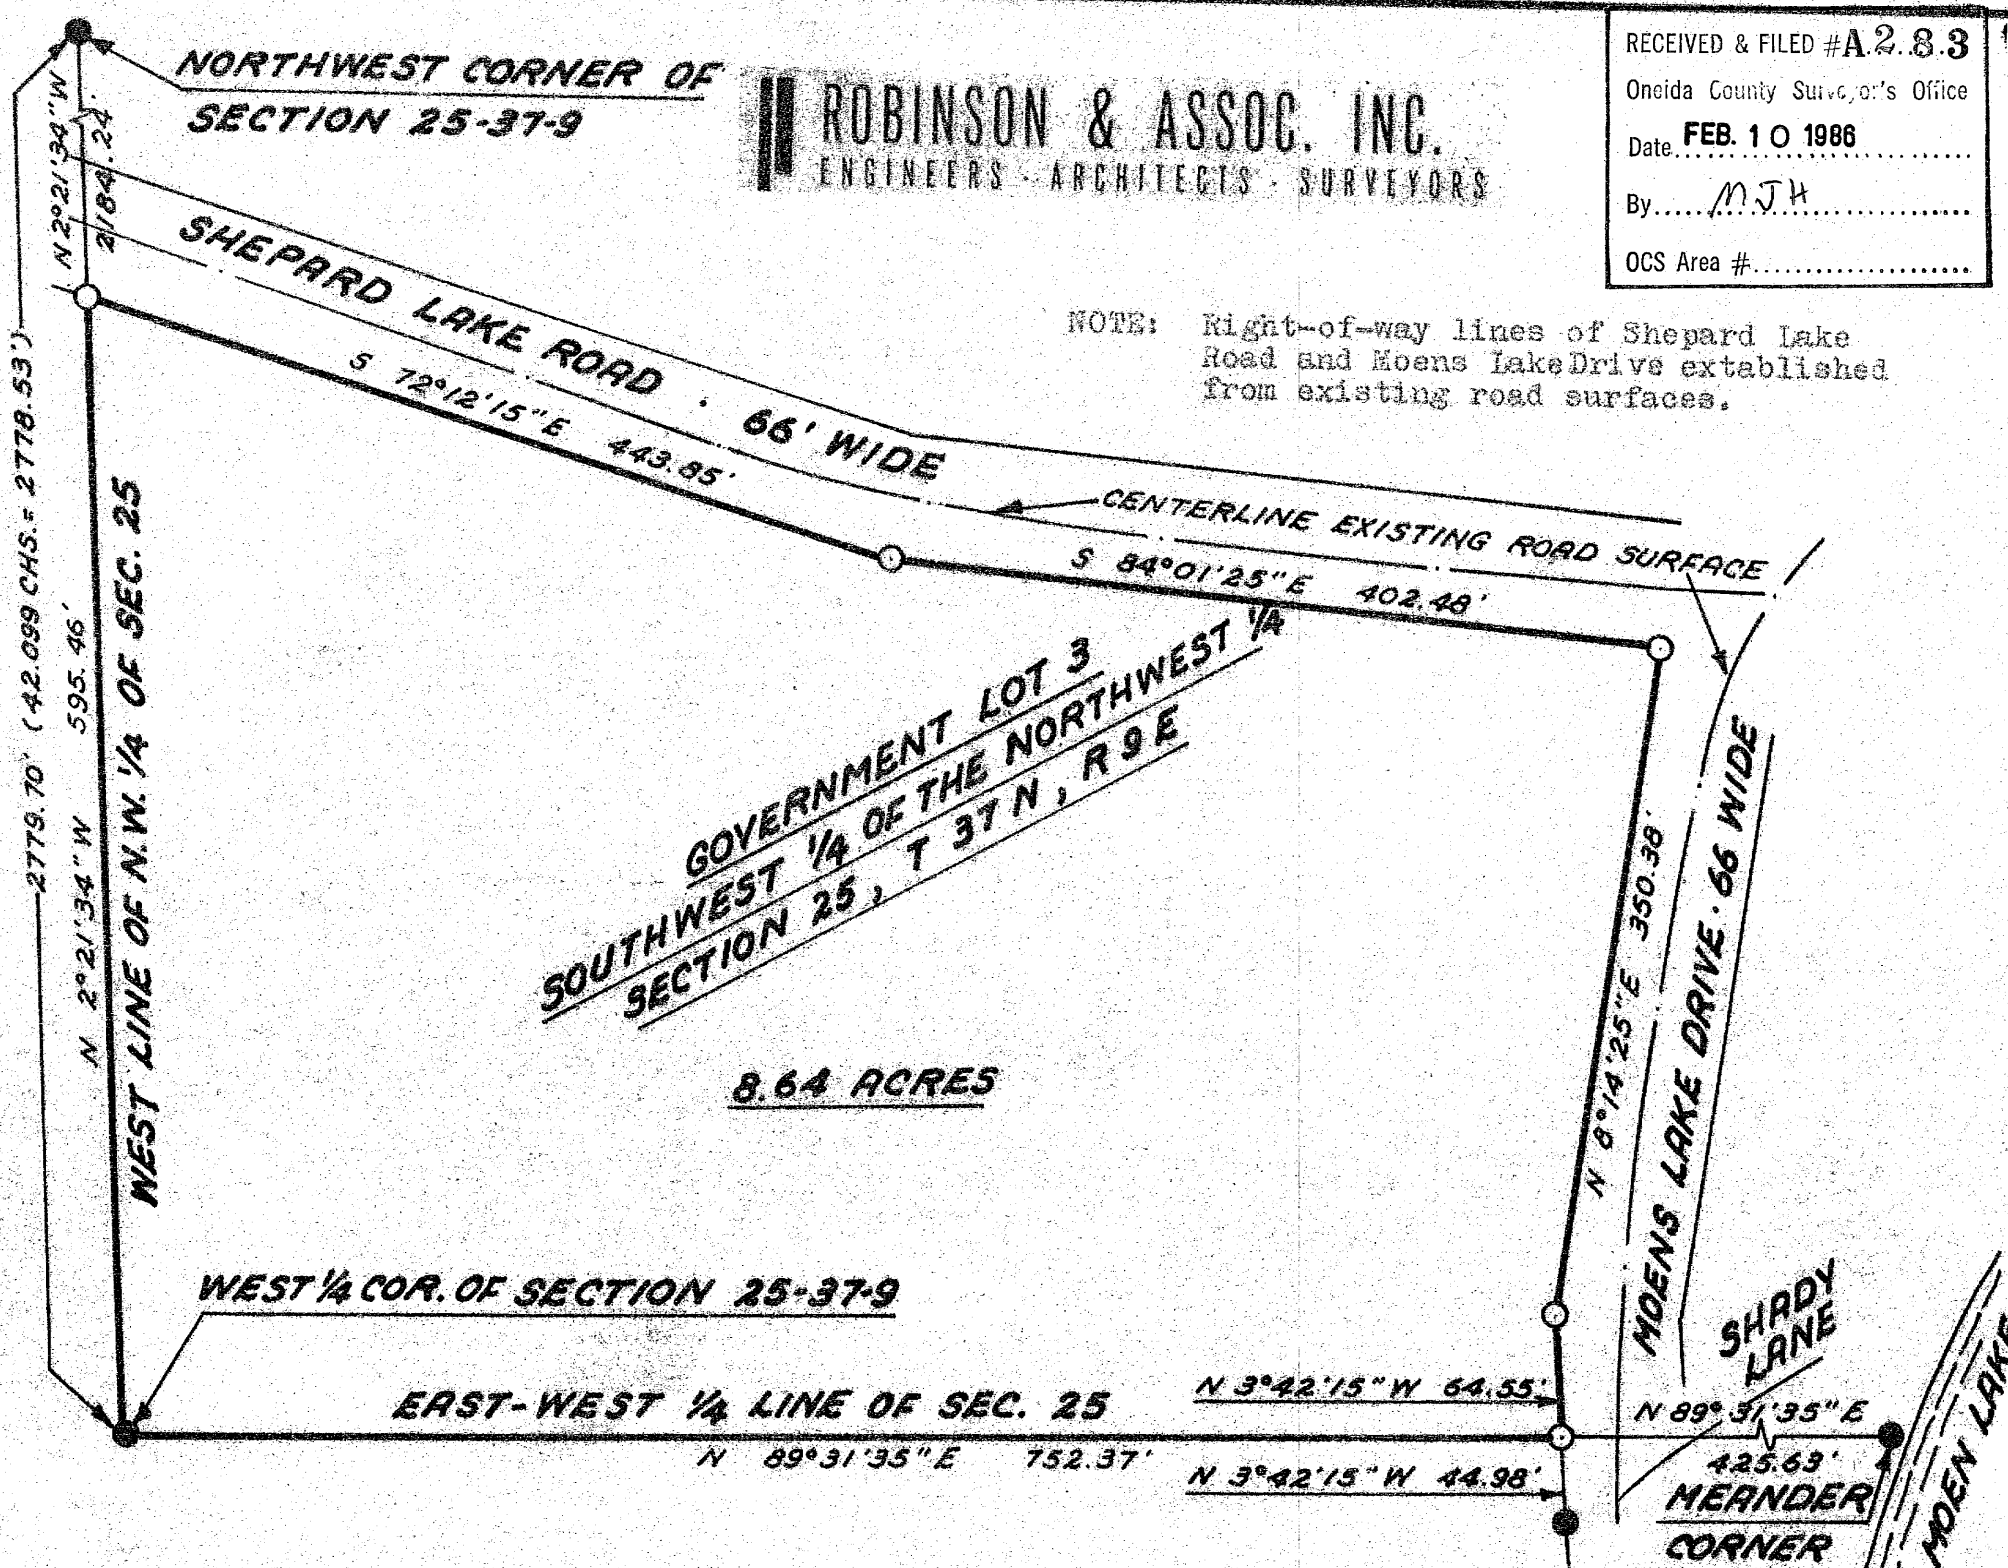 NORTHWEST CORNER OF
SECTION 25-37-9
ROBINSON & ASSOC. INC.
ENGINEERS · ARCHITECTS · SURVEYORS
RECEIVED & FILED #A.2.8.3
Oneida County Surveyor's Office
Date FEB. 10 1986
By MJH
OCS Area #
NOTE: Right-of-way lines of Shepard Lake
Road and Moens LakeDrive extablished
from existing road surfaces.
N 2°21'34"W
2184.24'
SHEPARD LAKE ROAD · 66' WIDE
S 72°12'15"E 443.85'
CENTERLINE EXISTING ROAD SURFACE
S 84°01'25"E 402.48'
2779.70' (42.099 CHS.= 2778.53')
N 2°21'34"W 595.46'
WEST LINE OF N.W. 1/4 OF SEC. 25
GOVERNMENT LOT 3
SOUTHWEST 1/4 OF THE NORTHWEST 1/4
SECTION 25, T 37 N, R 9 E
8.64 ACRES
N 8°14'25"E 350.38'
MOENS LAKE DRIVE · 66 WIDE
WEST 1/4 COR. OF SECTION 25-37-9
SHADY
LANE
EAST-WEST 1/4 LINE OF SEC. 25
N 89°31'35"E 752.37'
N 3°42'15"W 64.55'
N 3°42'15"W 44.98'
N 89°31'35"E
425.63'
MEANDER
CORNER
MOEN LAKE